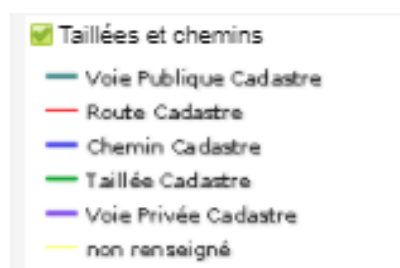 Taillées et chemins
Voie Publique Cadastre
Route Cadastre
Chemin Cadastre
Taillée Cadastre
Voie Privée Cadastre
non renseigné